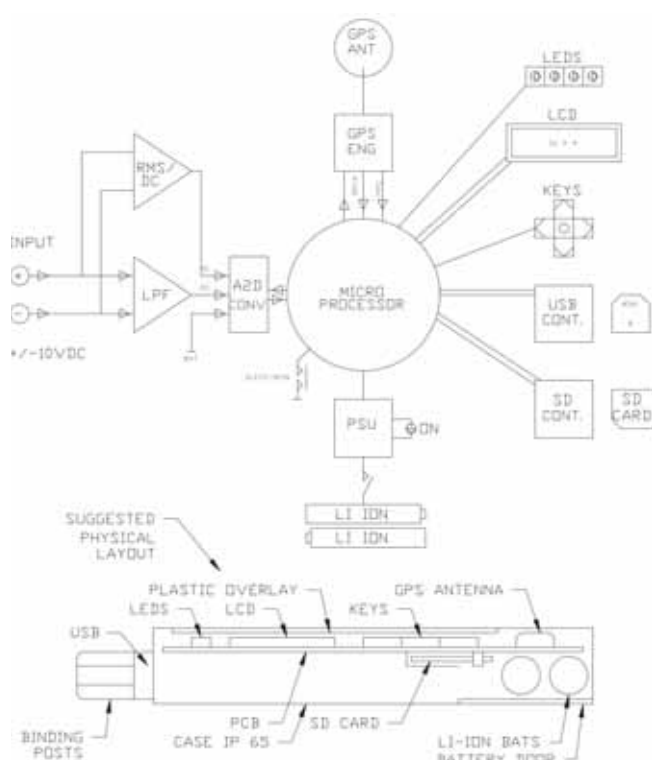 GPS
ANT
LEDS
LCD
GPS
ENG
RMS/
DC
KEYS
INPUT
+
-
LPF
A2D
CONV
MICRO
PROCESSOR
USB
CONT.
+/-10VDC
SD
CONT.
SD
CARD
PSU
ON
LI ION
LI ION
SUGGESTED
PHYSICAL
LAYOUT
PLASTIC OVERLAY
GPS ANTENNA
LEDS
LCD
KEYS
USB
PCB
SD CARD
BINDING
POSTS
CASE IP 65
LI-ION BATS
BATTERY DOOR